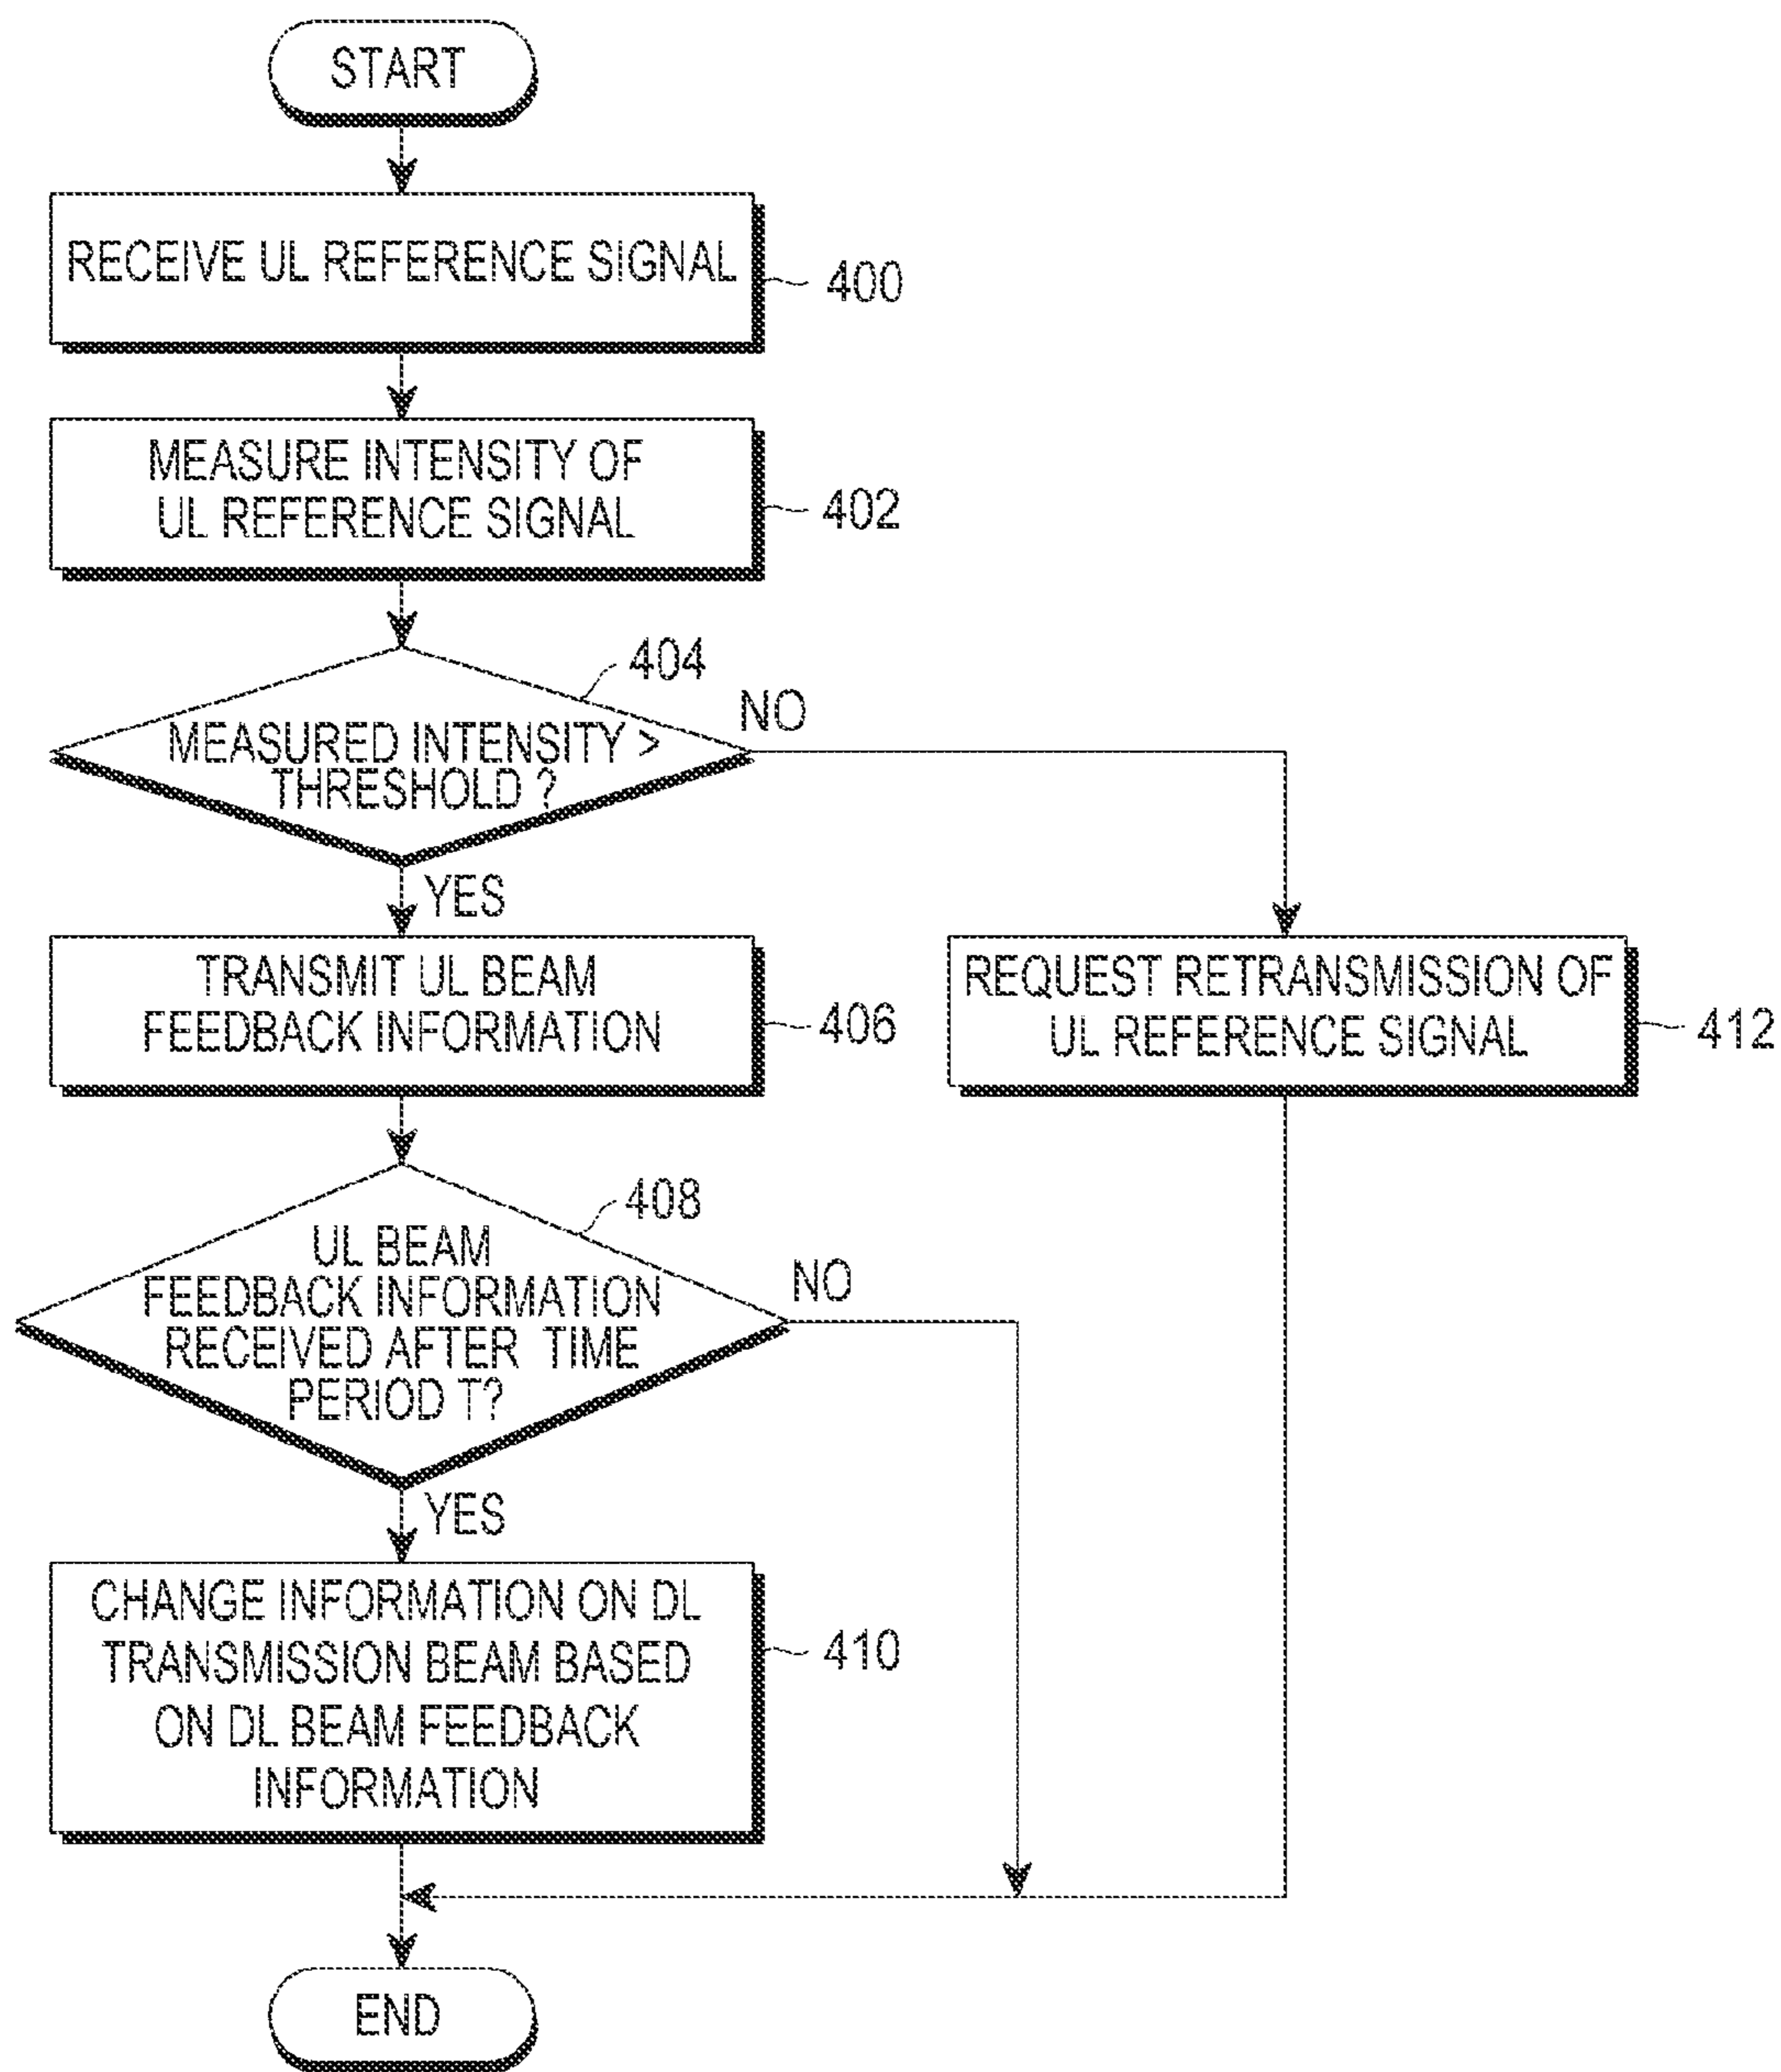 START
RECEIVE UL REFERENCE SIGNAL
400
MEASURE INTENSITY OF
UL REFERENCE SIGNAL
402
404
MEASURED INTENSITY >
THRESHOLD ?
NO
YES
TRANSMIT UL BEAM
FEEDBACK INFORMATION
406
REQUEST RETRANSMISSION OF
UL REFERENCE SIGNAL
412
408
UL BEAM
FEEDBACK INFORMATION
RECEIVED AFTER TIME
PERIOD T?
NO
YES
CHANGE INFORMATION ON DL
TRANSMISSION BEAM BASED
ON DL BEAM FEEDBACK
INFORMATION
410
END